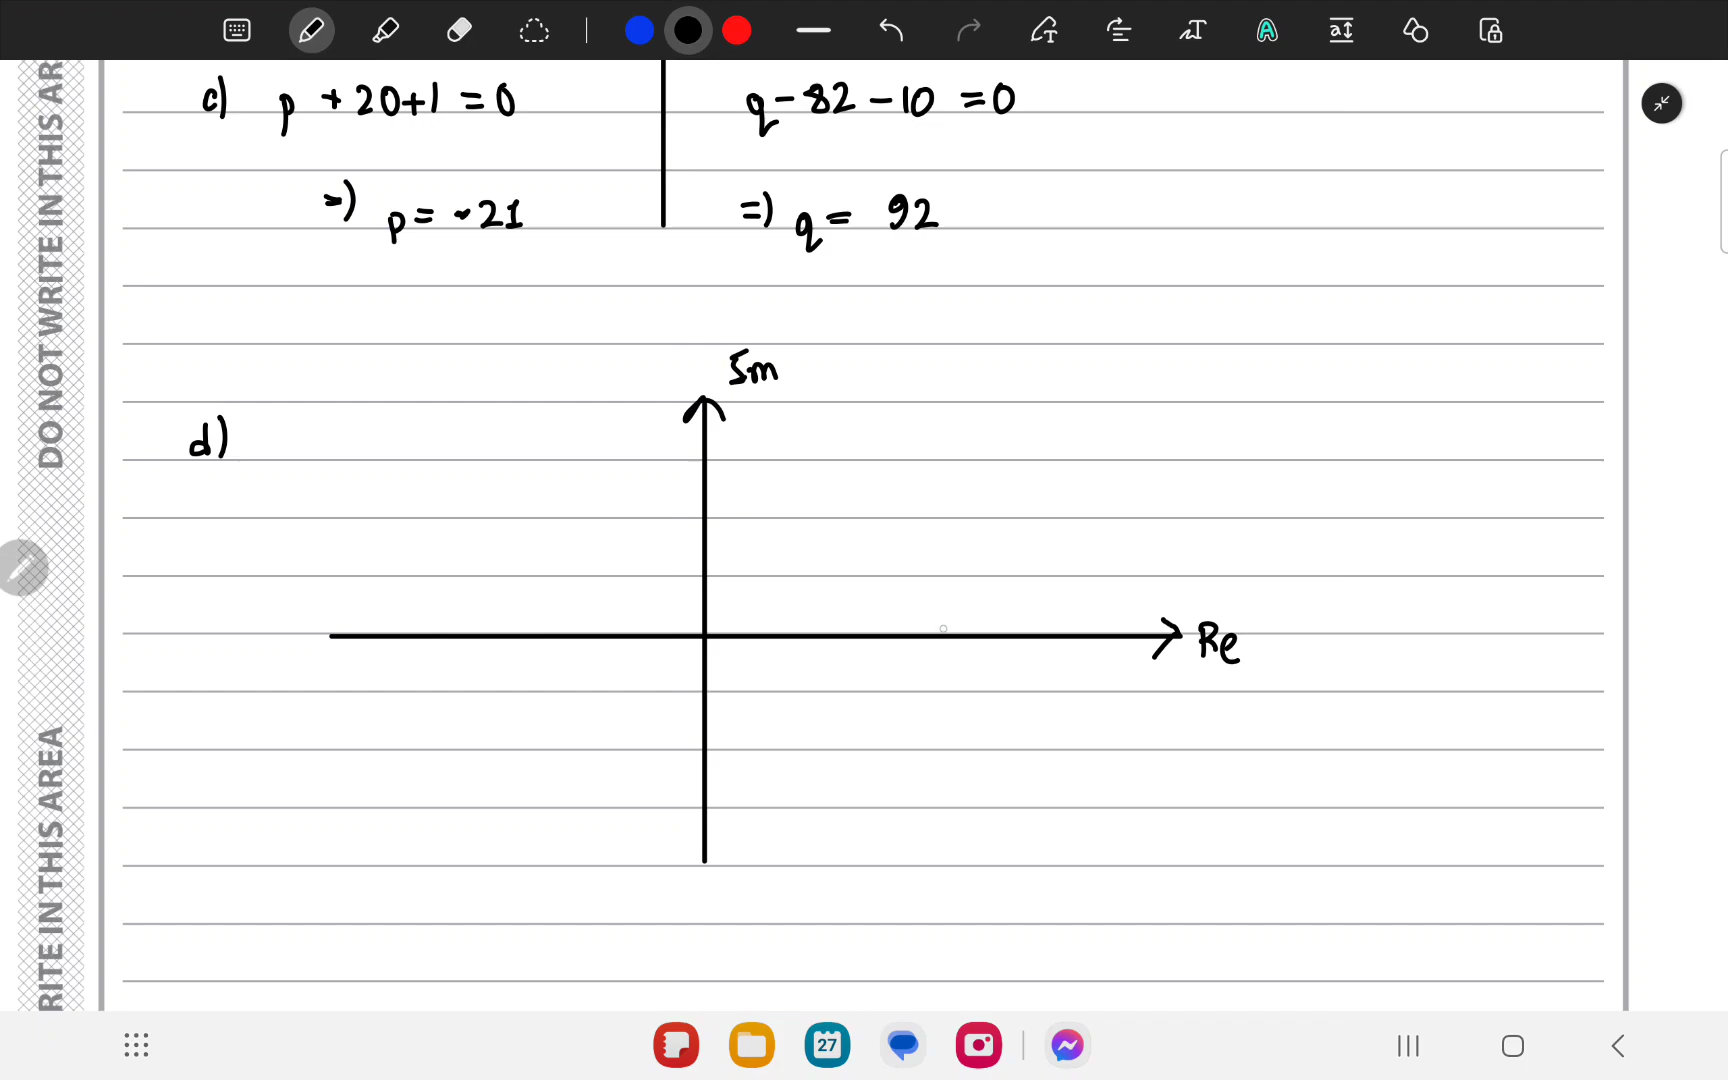 c) p + 20+1 = 0
q - 82 - 10 = 0
=) p = -21
=) q = 92
d)
Im
Re
DO NOT WRITE IN THIS AR
RITE IN THIS AREA
27